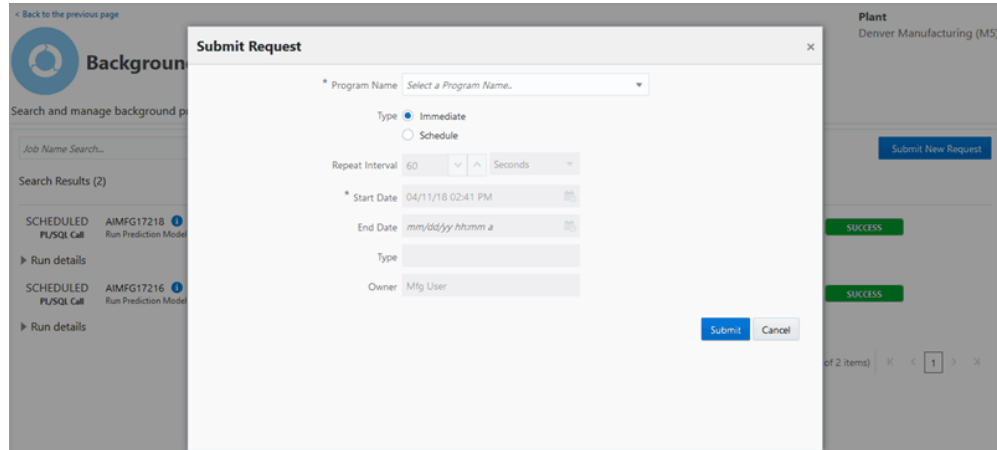 < Back to the previous page
Plant
Denver Manufacturing (M5)
Backgroun
Search and manage background p
Job Name Search...
Submit New Request
Search Results (2)
SCHEDULED AIMFG17218
PL/SQL Call Run Prediction Model
SUCCESS
Run details
SCHEDULED AIMFG17216
PL/SQL Call Run Prediction Model
SUCCESS
Run details
of 2 items) 1
Submit Request ×
* Program Name Select a Program Name..
Type Immediate
Schedule
Repeat Interval 60 Seconds
* Start Date 04/11/18 02:41 PM
End Date mm/dd/yy hh:mm a
Type
Owner Mfg User
Submit Cancel